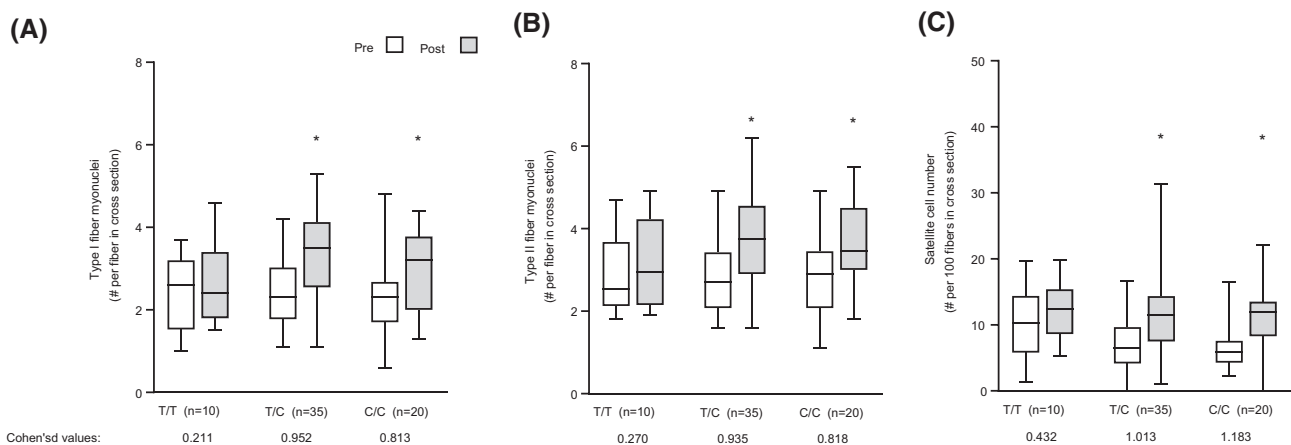 (A)
Pre Post
8
6
4
2
0
Type I fiber myonuclei
(# per fiber in cross section)
* *
T/T (n=10) T/C (n=35) C/C (n=20)
(B)
8
6
4
2
0
Type II fiber myonuclei
(# per fiber in cross section)
* *
T/T (n=10) T/C (n=35) C/C (n=20)
(C)
50
40
30
20
10
0
Satellite cell number
(# per 100 fibers in cross section)
* *
T/T (n=10) T/C (n=35) C/C (n=20)
Cohen'sd values: 0.211 0.952 0.813 0.270 0.935 0.818 0.432 1.013 1.183